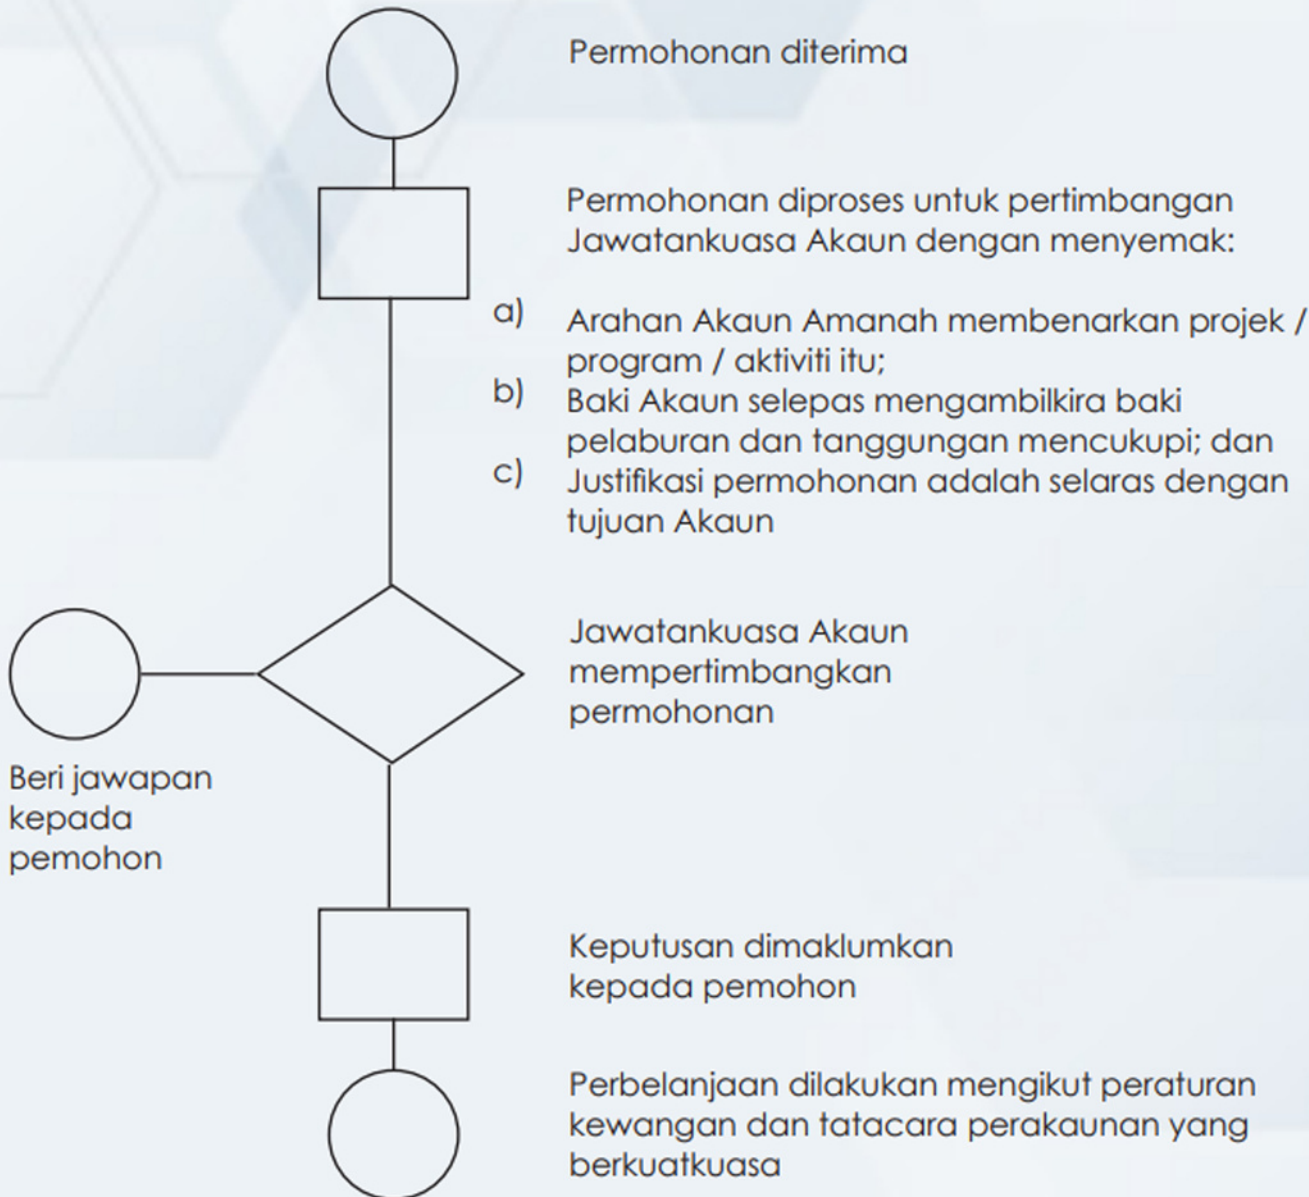 Permohonan diterima
Permohonan diproses untuk pertimbangan
Jawatankuasa Akaun dengan menyemak:
a) Arahan Akaun Amanah membenarkan projek /
program / aktiviti itu;
b) Baki Akaun selepas mengambilkira baki
pelaburan dan tanggungan mencukupi; dan
c) Justifikasi permohonan adalah selaras dengan
tujuan Akaun
Jawatankuasa Akaun
mempertimbangkan
permohonan
Beri jawapan
kepada
pemohon
Keputusan dimaklumkan
kepada pemohon
Perbelanjaan dilakukan mengikut peraturan
kewangan dan tatacara perakaunan yang
berkuatkuasa